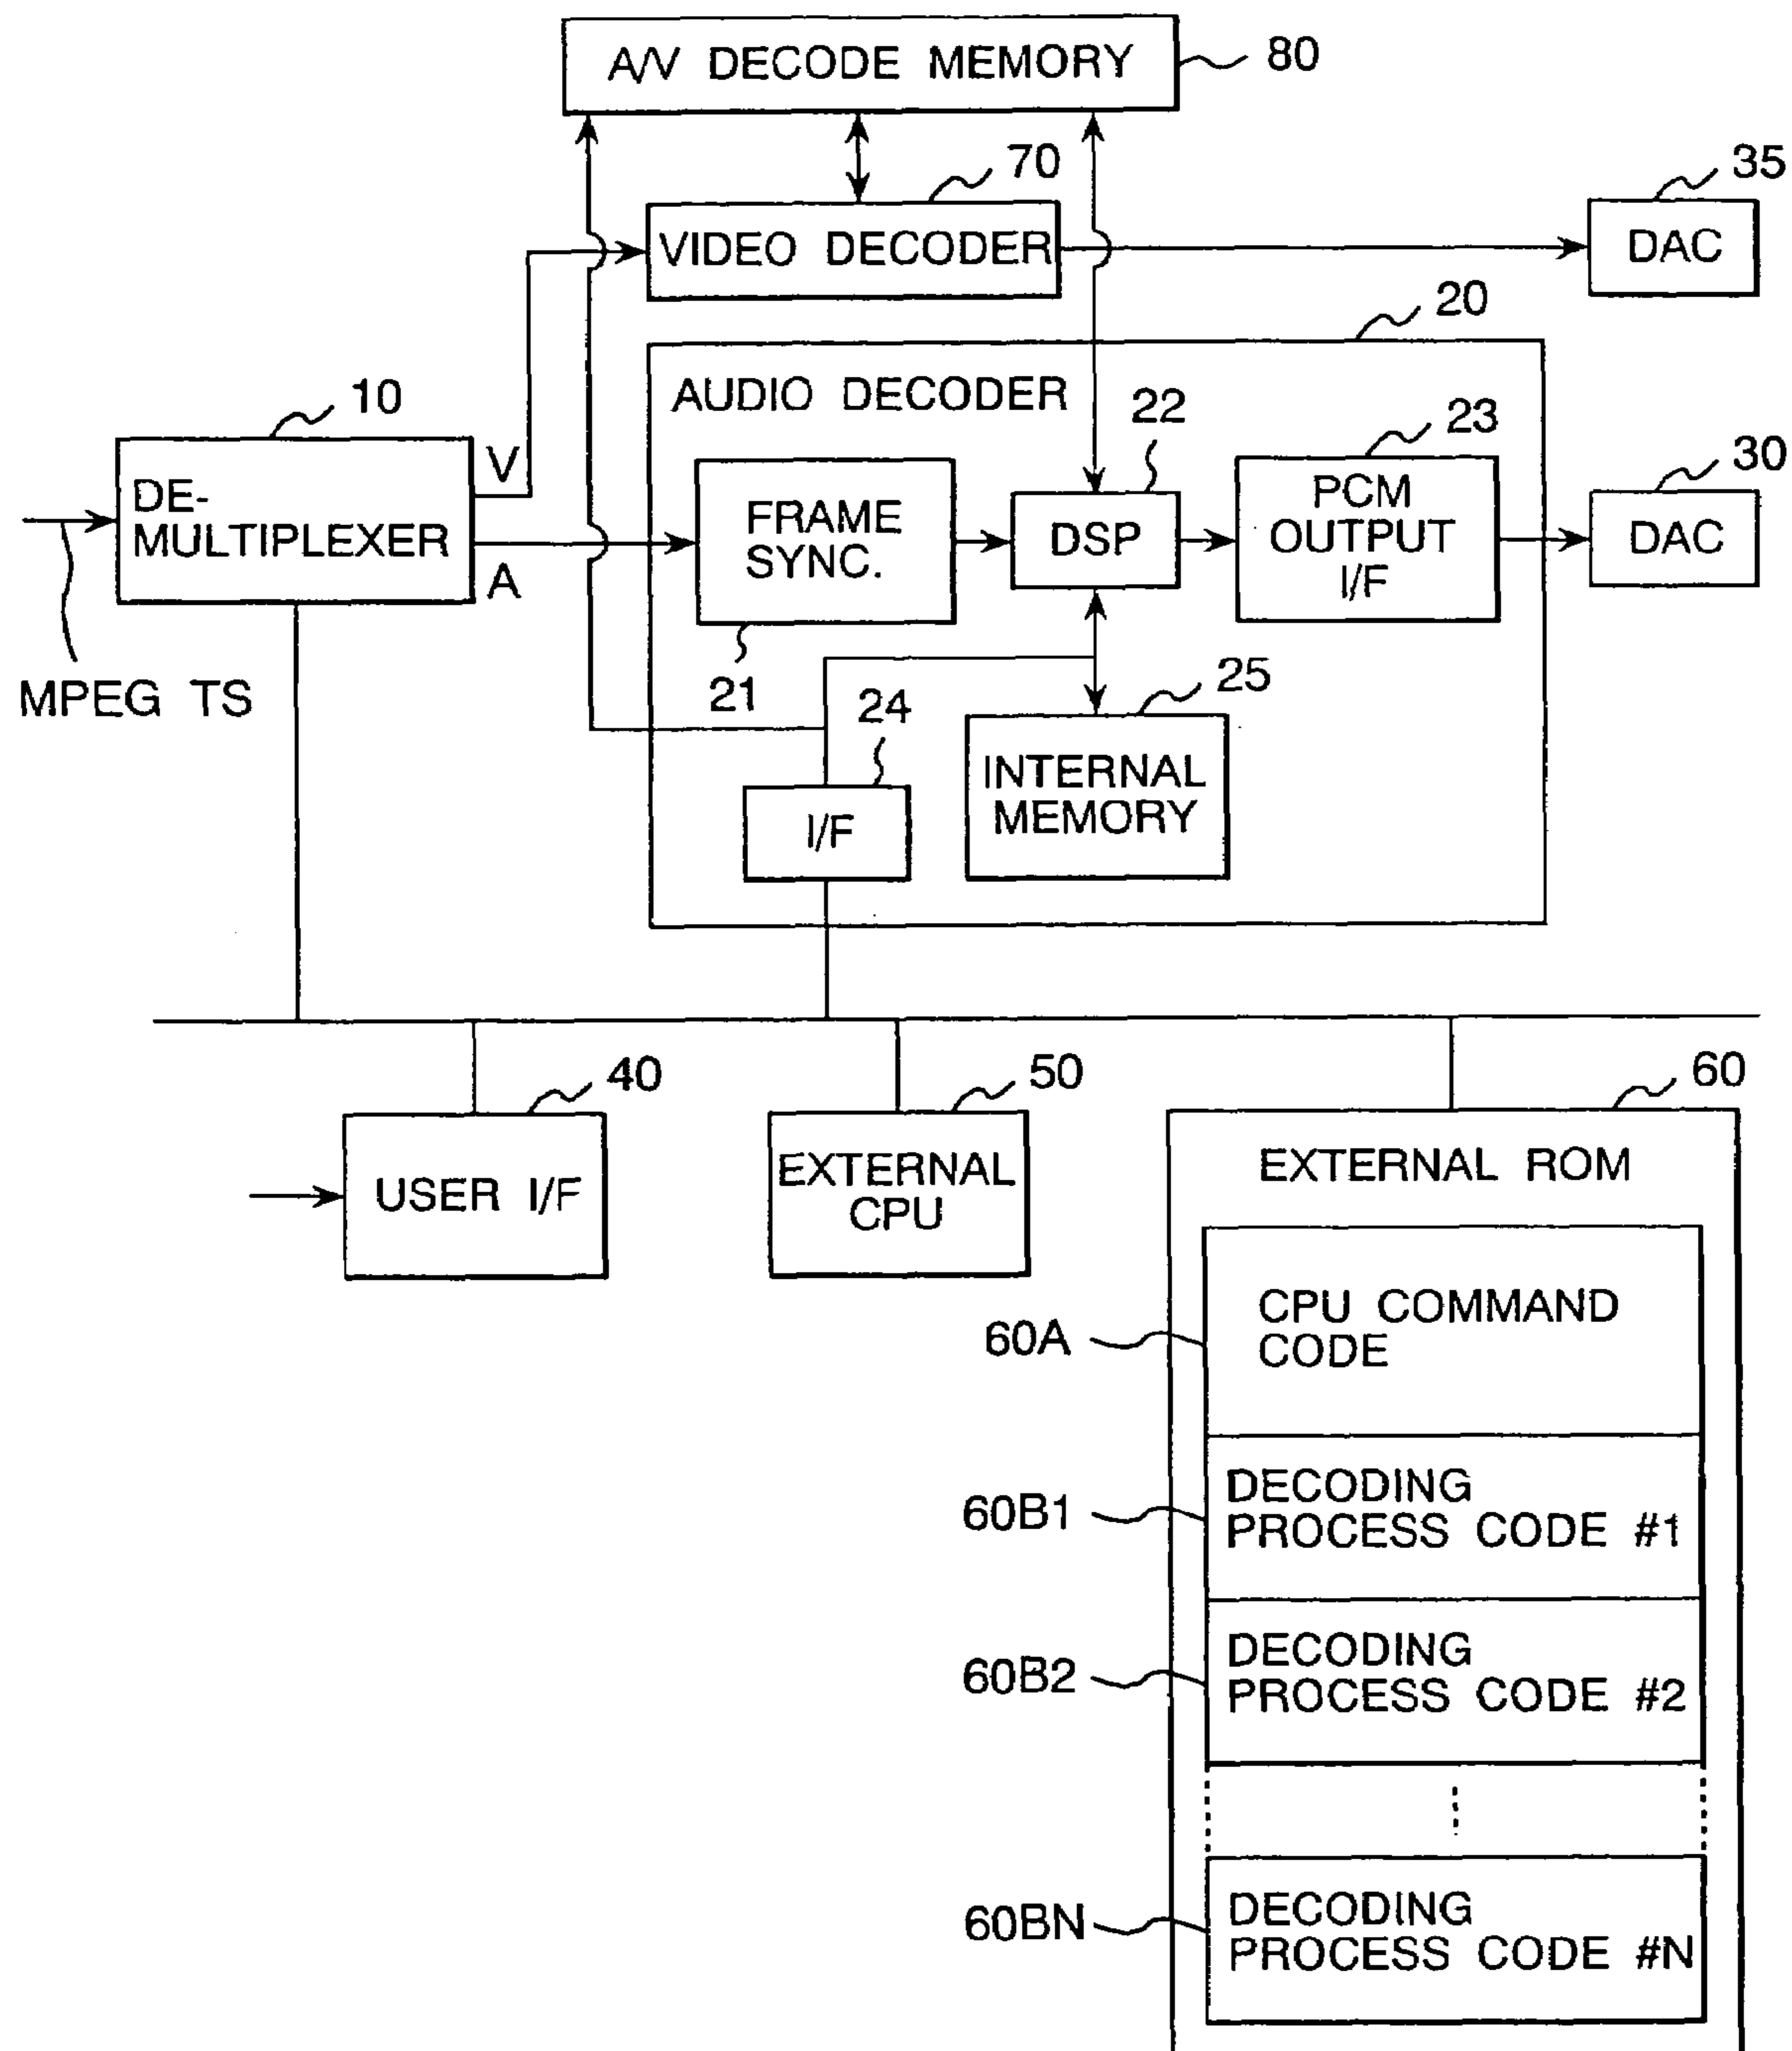 A/V DECODE MEMORY
80
70
35
VIDEO DECODER
DAC
20
10
AUDIO DECODER
22
23
30
V
DE-
MULTIPLEXER
FRAME
SYNC.
DSP
PCM
OUTPUT
I/F
DAC
A
MPEG TS
21
24
25
INTERNAL
MEMORY
I/F
40
50
60
USER I/F
EXTERNAL
CPU
EXTERNAL ROM
60A
CPU COMMAND
CODE
60B1
DECODING
PROCESS CODE #1
60B2
DECODING
PROCESS CODE #2
60BN
DECODING
PROCESS CODE #N